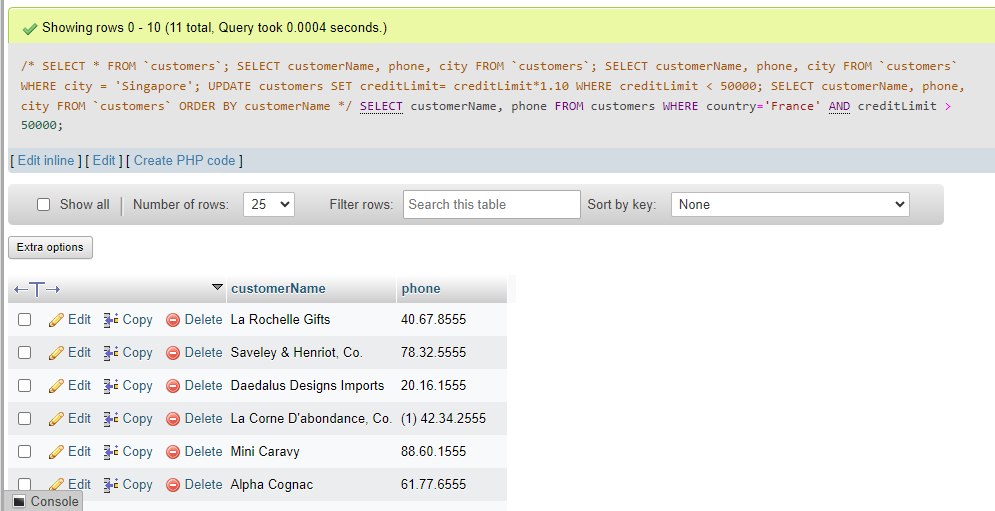 Showing rows 0 - 10 (11 total, Query took 0.0004 seconds.)
/* SELECT * FROM `customers`; SELECT customerName, phone, city FROM `customers`; SELECT customerName, phone, city FROM `customers`
WHERE city = 'Singapore'; UPDATE customers SET creditLimit= creditLimit*1.10 WHERE creditLimit < 50000; SELECT customerName, phone,
city FROM `customers` ORDER BY customerName */ SELECT customerName, phone FROM customers WHERE country='France' AND creditLimit >
50000;
[ Edit inline ] [ Edit ] [ Create PHP code ]
Show all Number of rows: 25 Filter rows: Search this table Sort by key: None
Extra options
customerName phone
Edit Copy Delete La Rochelle Gifts 40.67.8555
Edit Copy Delete Saveley & Henriot, Co. 78.32.5555
Edit Copy Delete Daedalus Designs Imports 20.16.1555
Edit Copy Delete La Corne D'abondance, Co. (1) 42.34.2555
Edit Copy Delete Mini Caravy 88.60.1555
Edit Copy Delete Alpha Cognac 61.77.6555
Console